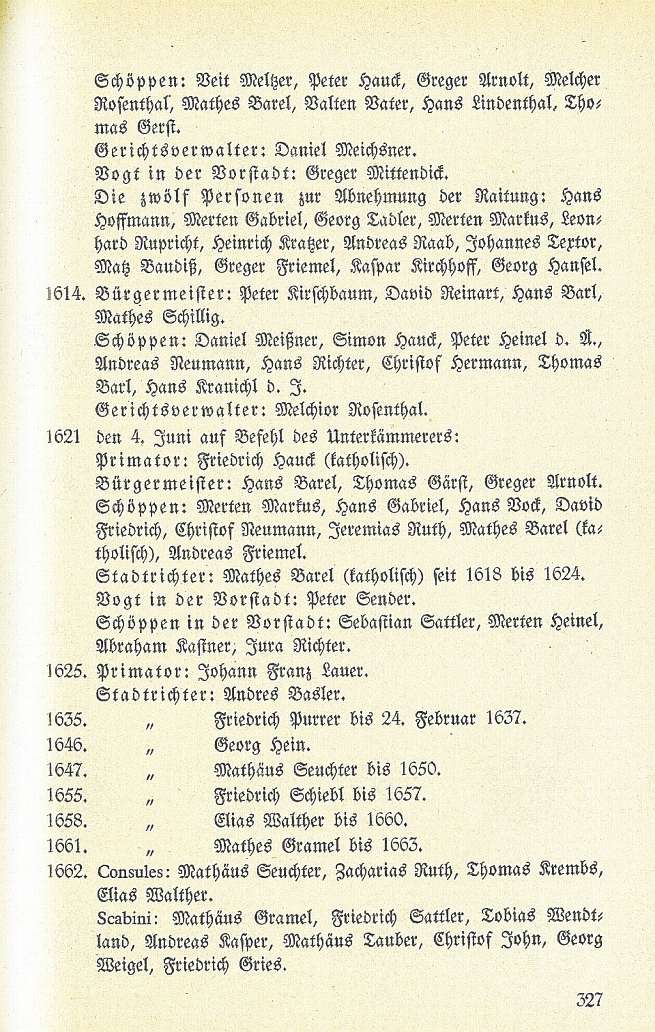 Schöppen: Veit Meltzer, Peter Hauck, Greger Arnolt, Melcher
Rosenthal, Mathes Barel, Valten Vater, Hans Lindenthal, Tho-
mas Gerst.
Gerichtsverwalter: Daniel Meichsner.
Vogt in der Vorstadt: Greger Mittendick.
Die zwölf Personen zur Abnehmung der Raitung: Hans
Hoffmann, Merten Gabriel, Georg Tadler, Merten Markus, Leon-
hard Rupricht, Heinrich Kratzer, Andreas Raab, Johannes Textor,
Matz Baudiß, Greger Friemel, Kaspar Kirchhoff, Georg Hansel.
1614. Bürgermeister: Peter Kirschbaum, David Reinart, Hans Barl,
Mathes Schillig.
Schöppen: Daniel Meißner, Simon Hauck, Peter Heinel d. Ä.,
Andreas Neumann, Hans Richter, Christof Hermann, Thomas
Barl, Hans Kranichl d. J.
Gerichtsverwalter: Melchior Rosenthal.
1621 den 4. Juni auf Befehl des Unterkämmerers:
Primator: Friedrich Hauck (katholisch).
Bürgermeister: Hans Barel, Thomas Gärst, Greger Arnolt.
Schöppen: Merten Markus, Hans Gabriel, Hans Bock, David
Friedrich, Christof Neumann, Jeremias Ruth, Mathes Barel (ka-
tholisch), Andreas Friemel.
Stadtrichter: Mathes Barel (katholisch) seit 1618 bis 1624.
Vogt in der Vorstadt: Peter Sender.
Schöppen in der Vorstadt: Sebastian Sattler, Merten Heinel,
Abraham Kastner, Jura Richter.
1625. Primator: Johann Franz Lauer.
Stadtrichter: Andres Basler.
1635. „ Friedrich Purrer bis 24. Februar 1637.
1646. „ Georg Hein.
1647. „ Mathäus Seuchter bis 1650.
1655. „ Friedrich Schiebl bis 1657.
1658. „ Elias Walther bis 1660.
1661. „ Mathes Gramel bis 1663.
1662. Consules: Mathäus Seuchter, Zacharias Ruth, Thomas Krembs,
Elias Walther.
Scabini: Mathäus Gramel, Friedrich Sattler, Tobias Wendt-
land, Andreas Kasper, Mathäus Tauber, Christof John, Georg
Weigel, Friedrich Gries.
327